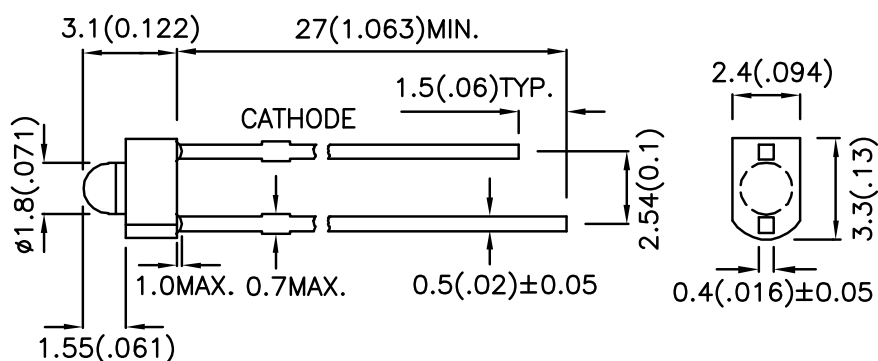 3.1(0.122)
27(1.063)MIN.
1.5(.06)TYP.
2.4(.094)
CATHODE
ø1.8(.071)
2.54(0.1)
3.3(.13)
1.0MAX.
0.7MAX.
0.5(.02)±0.05
0.4(.016)±0.05
1.55(.061)